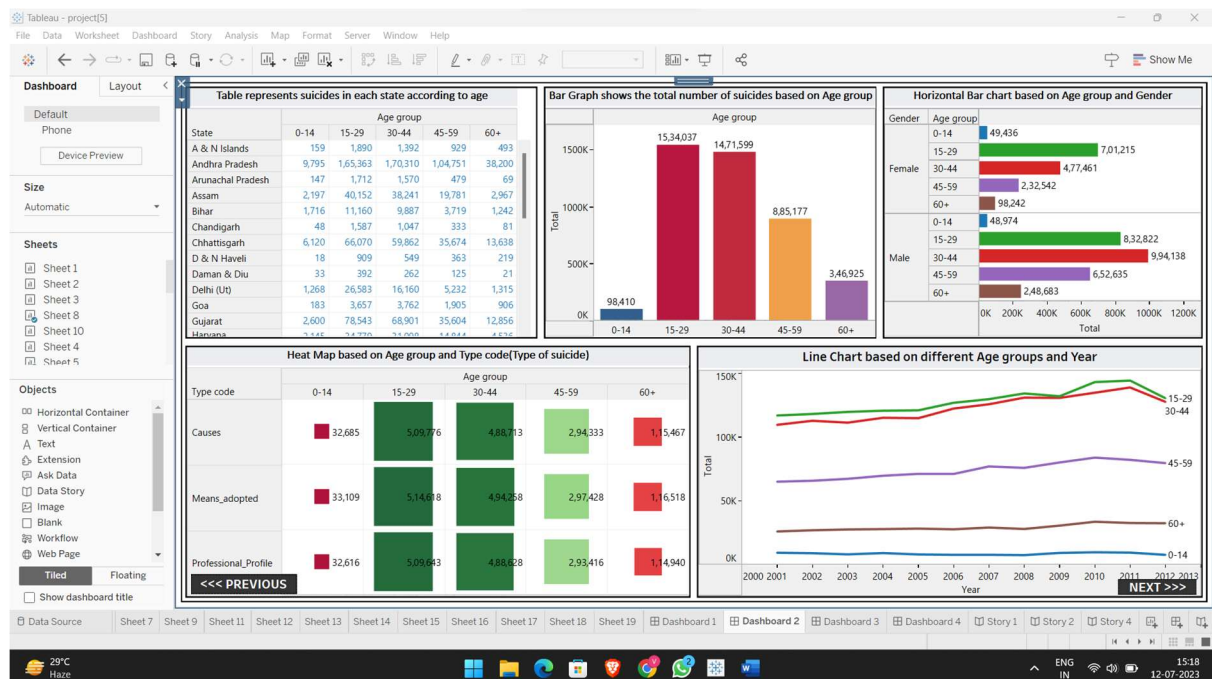 Tableau - project[5]
File Data Worksheet Dashboard Story Analysis Map Format Server Window Help
Show Me
Dashboard Layout
Default
Phone
Device Preview
Size
Automatic
Sheets
Sheet 1
Sheet 2
Sheet 3
Sheet 8
Sheet 10
Sheet 4
Sheet 5
Objects
Horizontal Container
Vertical Container
A Text
Extension
Ask Data
Data Story
Image
Blank
Workflow
Web Page
Tiled Floating
Show dashboard title
Table represents suicides in each state according to age
Age group
State 0-14 15-29 30-44 45-59 60+
A & N Islands 159 1,890 1,392 929 493
Andhra Pradesh 9,795 1,65,363 1,70,310 1,04,751 38,200
Arunachal Pradesh 147 1,712 1,570 479 69
Assam 2,197 40,152 38,241 19,781 2,967
Bihar 1,716 11,160 9,887 3,719 1,242
Chandigarh 48 1,587 1,047 333 81
Chhattisgarh 6,120 66,070 59,862 35,674 13,638
D & N Haveli 18 909 549 363 219
Daman & Diu 33 392 262 125 21
Delhi (Ut) 1,268 26,583 16,160 5,232 1,315
Goa 183 3,657 3,762 1,905 906
Gujarat 2,600 78,543 68,901 35,604 12,856
Haryana
Bar Graph shows the total number of suicides based on Age group
Age group
15,34,037
14,71,599
8,85,177
3,46,925
98,410
1500K
1000K
500K
0K
Total
0-14 15-29 30-44 45-59 60+
Horizontal Bar chart based on Age group and Gender
Gender Age group
Female
0-14 49,436
15-29 7,01,215
30-44 4,77,461
45-59 2,32,542
60+ 98,242
Male
0-14 48,974
15-29 8,32,822
30-44 9,94,138
45-59 6,52,635
60+ 2,48,683
0K 200K 400K 600K 800K 1000K 1200K
Total
Heat Map based on Age group and Type code(Type of suicide)
Age group
Type code 0-14 15-29 30-44 45-59 60+
Causes 32,685 5,09,776 4,88,713 2,94,333 1,15,467
Means_adopted 33,109 5,14,618 4,94,258 2,97,428 1,16,518
Professional_Profile 32,616 5,09,643 4,88,628 2,93,416 1,14,940
<<< PREVIOUS
Line Chart based on different Age groups and Year
150K
100K
50K
0K
Total
15-29
30-44
45-59
60+
0-14
2000 2001 2002 2003 2004 2005 2006 2007 2008 2009 2010 2011 2012 2013
Year
NEXT >>>
Data Source Sheet 7 Sheet 9 Sheet 11 Sheet 12 Sheet 13 Sheet 14 Sheet 15 Sheet 16 Sheet 17 Sheet 18 Sheet 19 Dashboard 1 Dashboard 2 Dashboard 3 Dashboard 4 Story 1 Story 2 Story 4
29°C
Haze
ENG
IN
15:18
12-07-2023